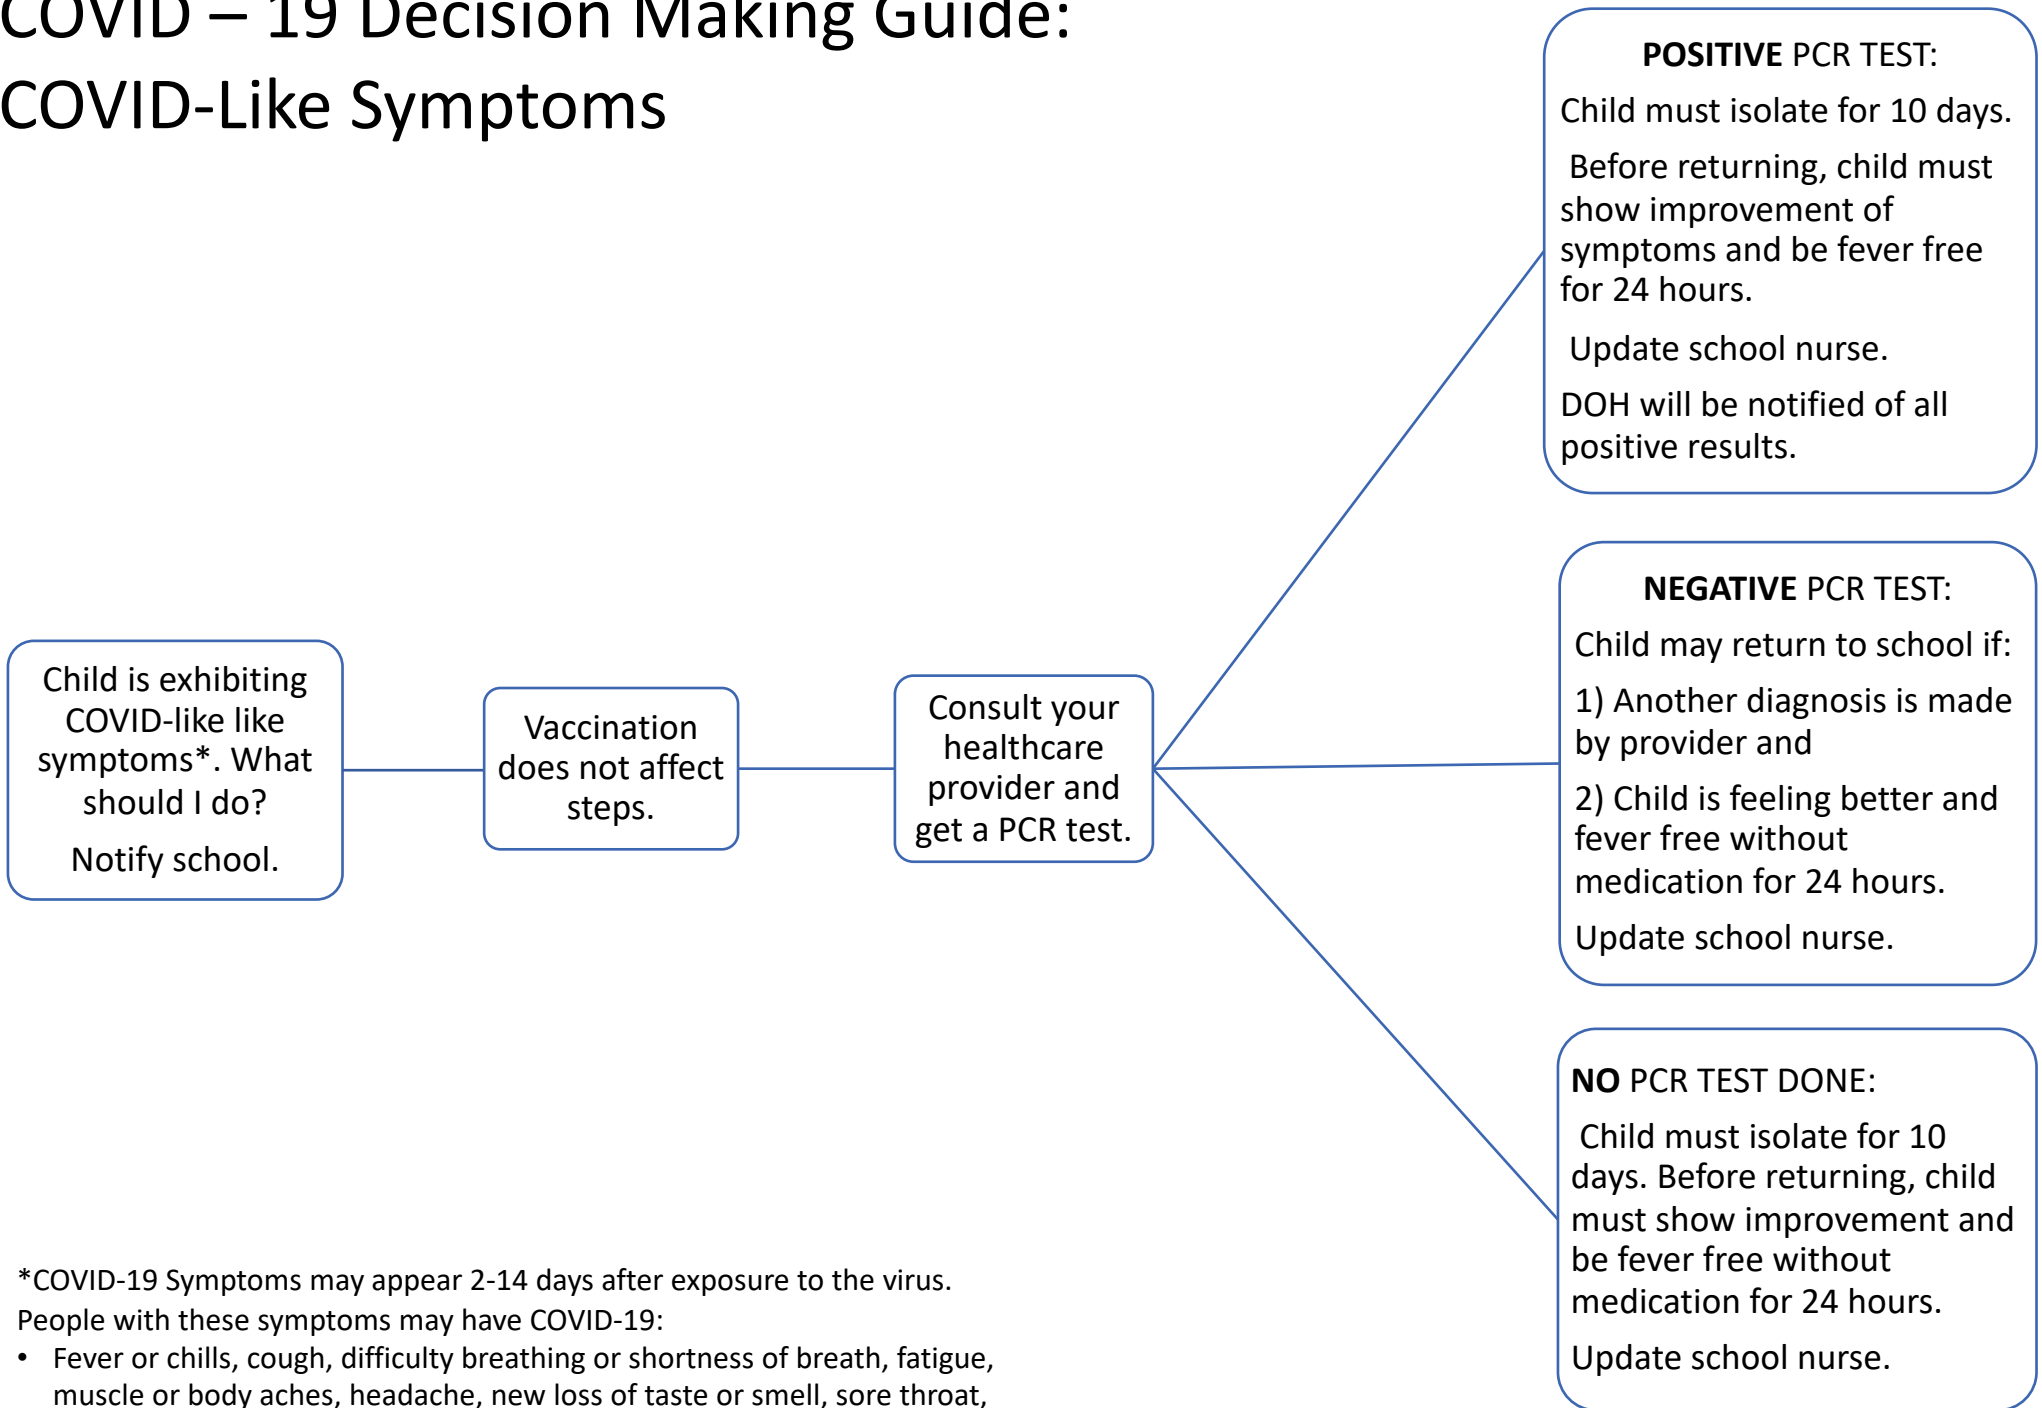 COVID – 19 Decision Making Guide:
COVID-Like Symptoms
Child is exhibiting
COVID-like like
symptoms*. What
should I do?
Notify school.
Vaccination
does not affect
steps.
Consult your
healthcare
provider and
get a PCR test.
POSITIVE PCR TEST:
Child must isolate for 10 days.
Before returning, child must
show improvement of
symptoms and be fever free
for 24 hours.
Update school nurse.
DOH will be notified of all
positive results.
NEGATIVE PCR TEST:
Child may return to school if:
1) Another diagnosis is made
by provider and
2) Child is feeling better and
fever free without
medication for 24 hours.
Update school nurse.
NO PCR TEST DONE:
Child must isolate for 10
days. Before returning, child
must show improvement and
be fever free without
medication for 24 hours.
Update school nurse.
*COVID-19 Symptoms may appear 2-14 days after exposure to the virus.
People with these symptoms may have COVID-19:
• Fever or chills, cough, difficulty breathing or shortness of breath, fatigue,
muscle or body aches, headache, new loss of taste or smell, sore throat,